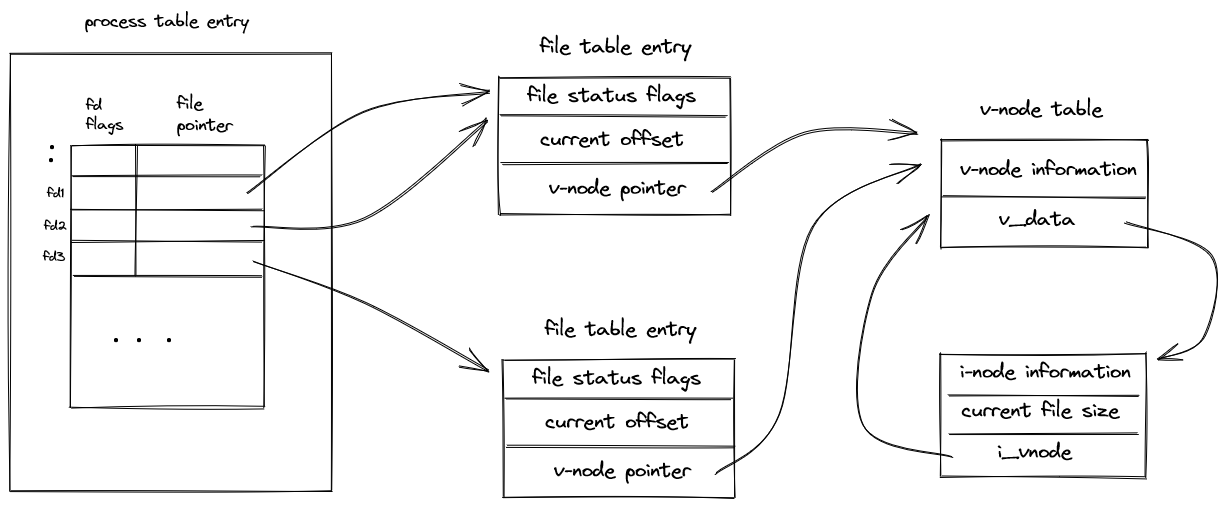 process table entry
fd
flags
file
pointer
fd1
fd2
fd3
file table entry
file status flags
current offset
v-node pointer
file table entry
file status flags
current offset
v-node pointer
v-node table
v-node information
v_data
i-node information
current file size
i_vnode